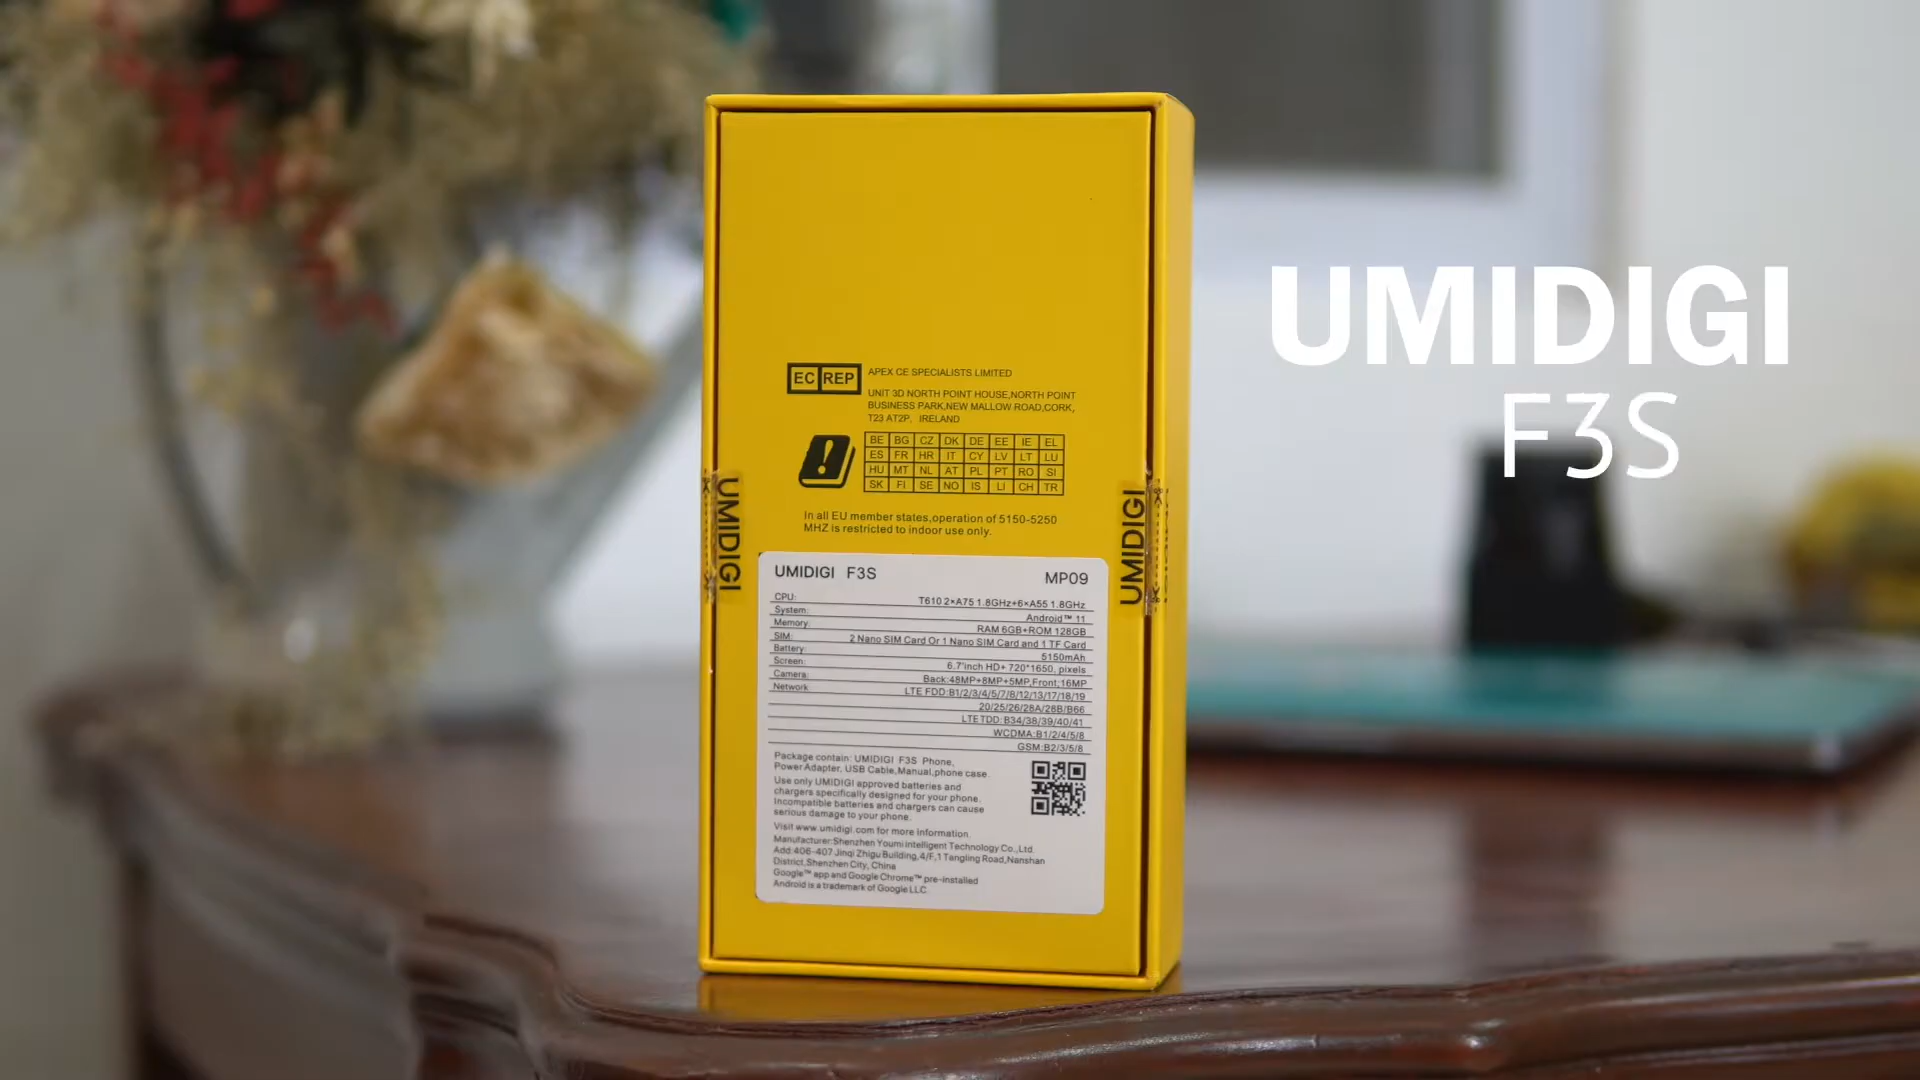 UMIDIGI
F3S
EC REP
APEX CE SPECIALISTS LIMITED
UNIT 3D NORTH POINT HOUSE,NORTH POINT
BUSINESS PARK,NEW MALLOW ROAD,CORK,
T23 AT2P, IRELAND
BE BG CZ DK DE EE IE EL
ES FR HR IT CY LV LT LU
HU MT NL AT PL PT RO SI
SK FI SE NO IS LI CH TR
In all EU member states,operation of 5150-5250
MHZ is restricted to indoor use only.
UMIDIGI
UMIDIGI
UMIDIGI F3S MP09
CPU: T610 2×A75 1.8GHz+6×A55 1.8GHz
System: Android™ 11
Memory: RAM 6GB+ROM 128GB
SIM: 2 Nano SIM Card Or 1 Nano SIM Card and 1 TF Card
Battery: 5150mAh
Screen: 6.7'inch HD+ 720*1650, pixels
Camera: Back:48MP+8MP+5MP,Front:16MP
Network: LTE FDD:B1/2/3/4/5/7/8/12/13/17/18/19
20/25/26/28A/28B/B66
LTE TDD:B34/38/39/40/41
WCDMA:B1/2/4/5/8
GSM:B2/3/5/8
Package contain: UMIDIGI F3S Phone,
Power Adapter, USB Cable,Manual,phone case.
Use only UMIDIGI approved batteries and
chargers specifically designed for your phone.
Incompatible batteries and chargers can cause
serious damage to your phone.
Visit www.umidigi.com for more information.
Manufacturer:Shenzhen Youmi intelligent Technology Co.,Ltd.
Add:406-407 Jinqi Zhigu Building,4/F,1 Tangling Road,Nanshan
District,Shenzhen City, China
Google™ app and Google Chrome™ pre-installed
Android is a trademark of Google LLC.